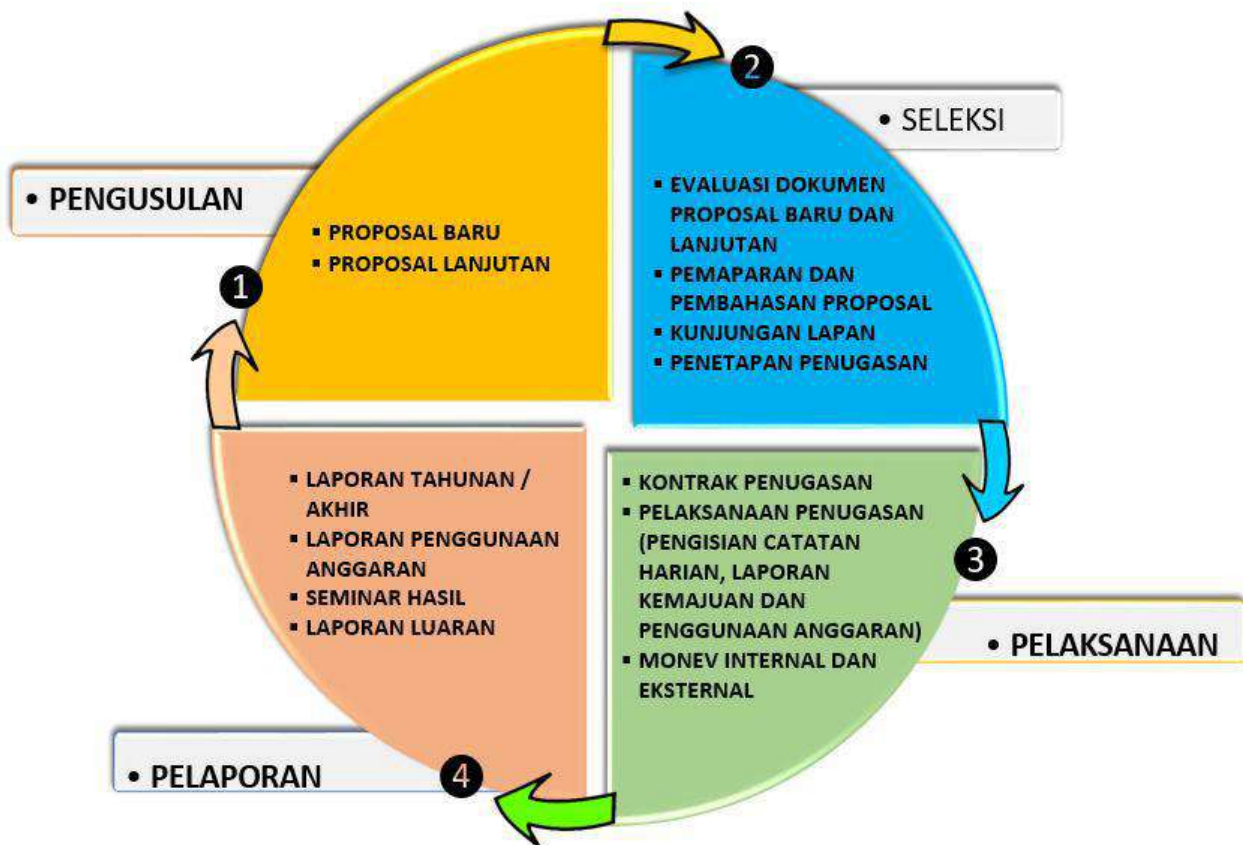 • PENGUSULAN
1
▪ PROPOSAL BARU
▪ PROPOSAL LANJUTAN
2
• SELEKSI
▪ EVALUASI DOKUMEN
PROPOSAL BARU DAN
LANJUTAN
▪ PEMAPARAN DAN
PEMBAHASAN PROPOSAL
▪ KUNJUNGAN LAPAN
▪ PENETAPAN PENUGASAN
3
• PELAKSANAAN
▪ KONTRAK PENUGASAN
▪ PELAKSANAAN PENUGASAN
(PENGISIAN CATATAN
HARIAN, LAPORAN
KEMAJUAN DAN
PENGGUNAAN ANGGARAN)
▪ MONEV INTERNAL DAN
EKSTERNAL
4
• PELAPORAN
▪ LAPORAN TAHUNAN /
AKHIR
▪ LAPORAN PENGGUNAAN
ANGGARAN
▪ SEMINAR HASIL
▪ LAPORAN LUARAN